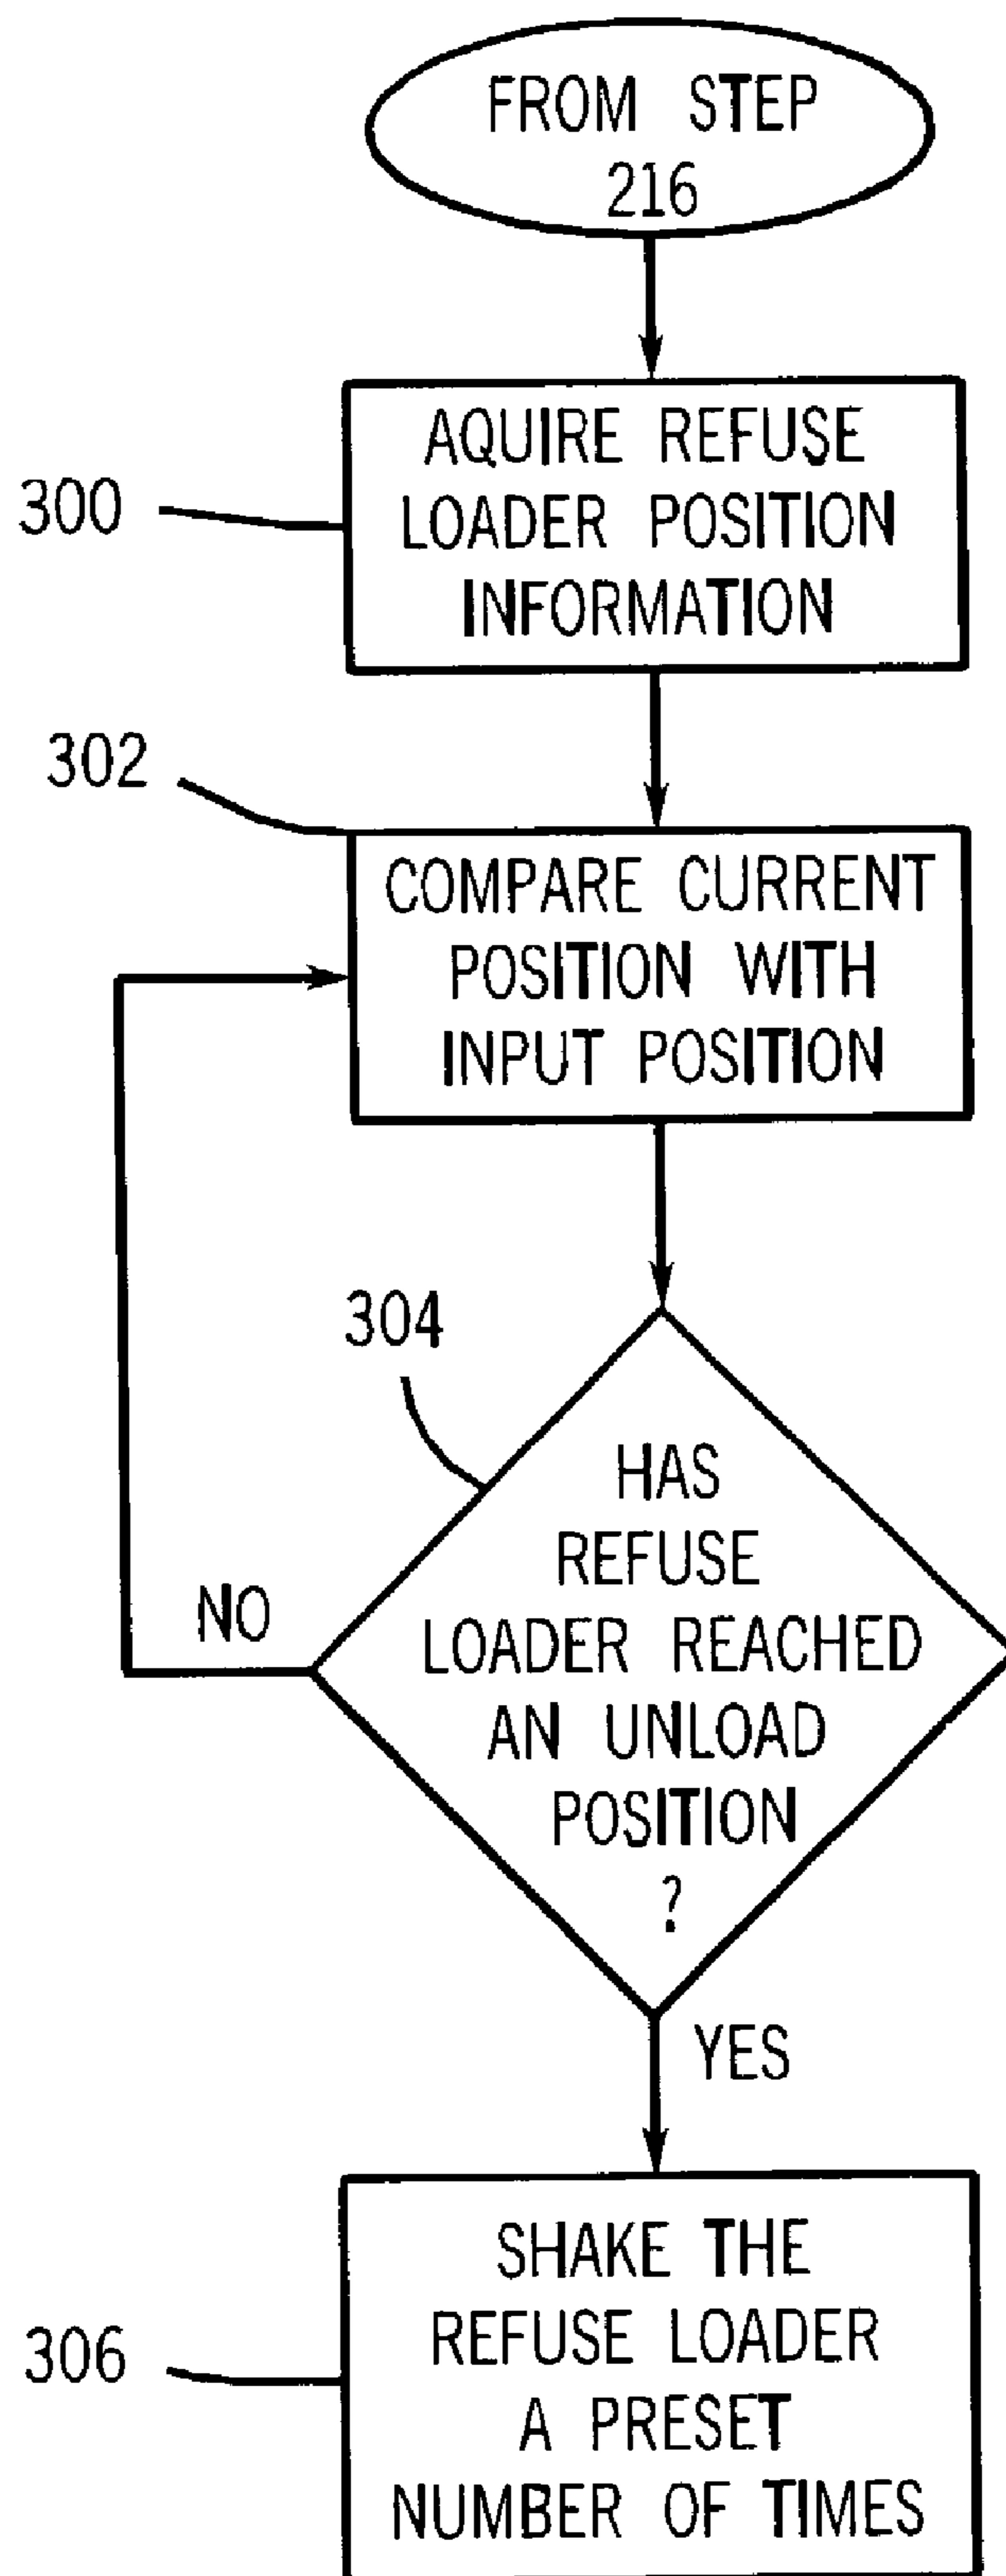 FROM STEP
216
300
AQUIRE REFUSE
LOADER POSITION
INFORMATION
302
COMPARE CURRENT
POSITION WITH
INPUT POSITION
304
HAS
REFUSE
LOADER REACHED
AN UNLOAD
POSITION
?
NO
YES
306
SHAKE THE
REFUSE LOADER
A PRESET
NUMBER OF TIMES